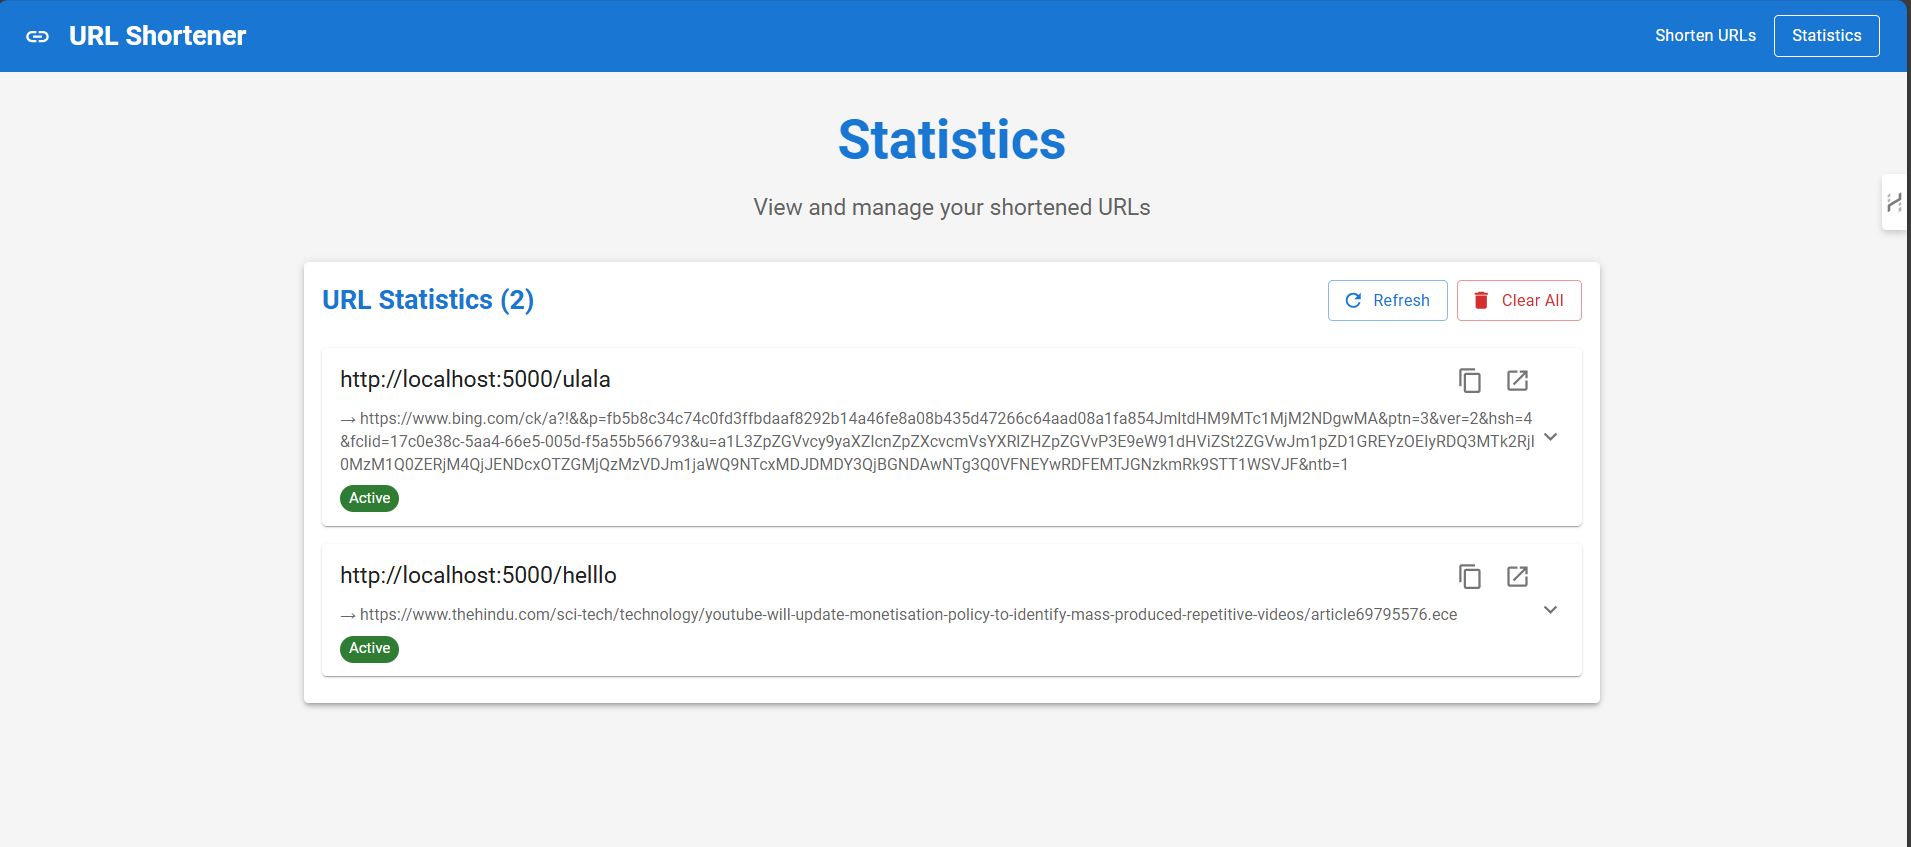 URL Shortener
Shorten URLs
Statistics
Statistics
View and manage your shortened URLs
URL Statistics (2)
Refresh
Clear All
http://localhost:5000/ulala
→ https://www.bing.com/ck/a?!&&p=fb5b8c34c74c0fd3ffbdaaf8292b14a46fe8a08b435d47266c64aad08a1fa854JmltdHM9MTc1MjM2NDgwMA&ptn=3&ver=2&hsh=4
&fclid=17c0e38c-5aa4-66e5-005d-f5a55b566793&u=a1L3ZpZGVvcy9yaXZlcnZpZXcvcmVsYXRlZHZpZGVvP3E9eW91dHViZSt2ZGVwJm1pZD1GREYzOEIyRDQ3MTk2Rjl
0MzM1Q0ZERjM4QjJENDcxOTZGMjQzMzVDJm1jaWQ9NTcxMDJDMDY3QjBGNDAwNTg3Q0VFNEYwRDFEMTJGNzkmRk9STT1WSVJF&ntb=1
Active
http://localhost:5000/helllo
→ https://www.thehindu.com/sci-tech/technology/youtube-will-update-monetisation-policy-to-identify-mass-produced-repetitive-videos/article69795576.ece
Active